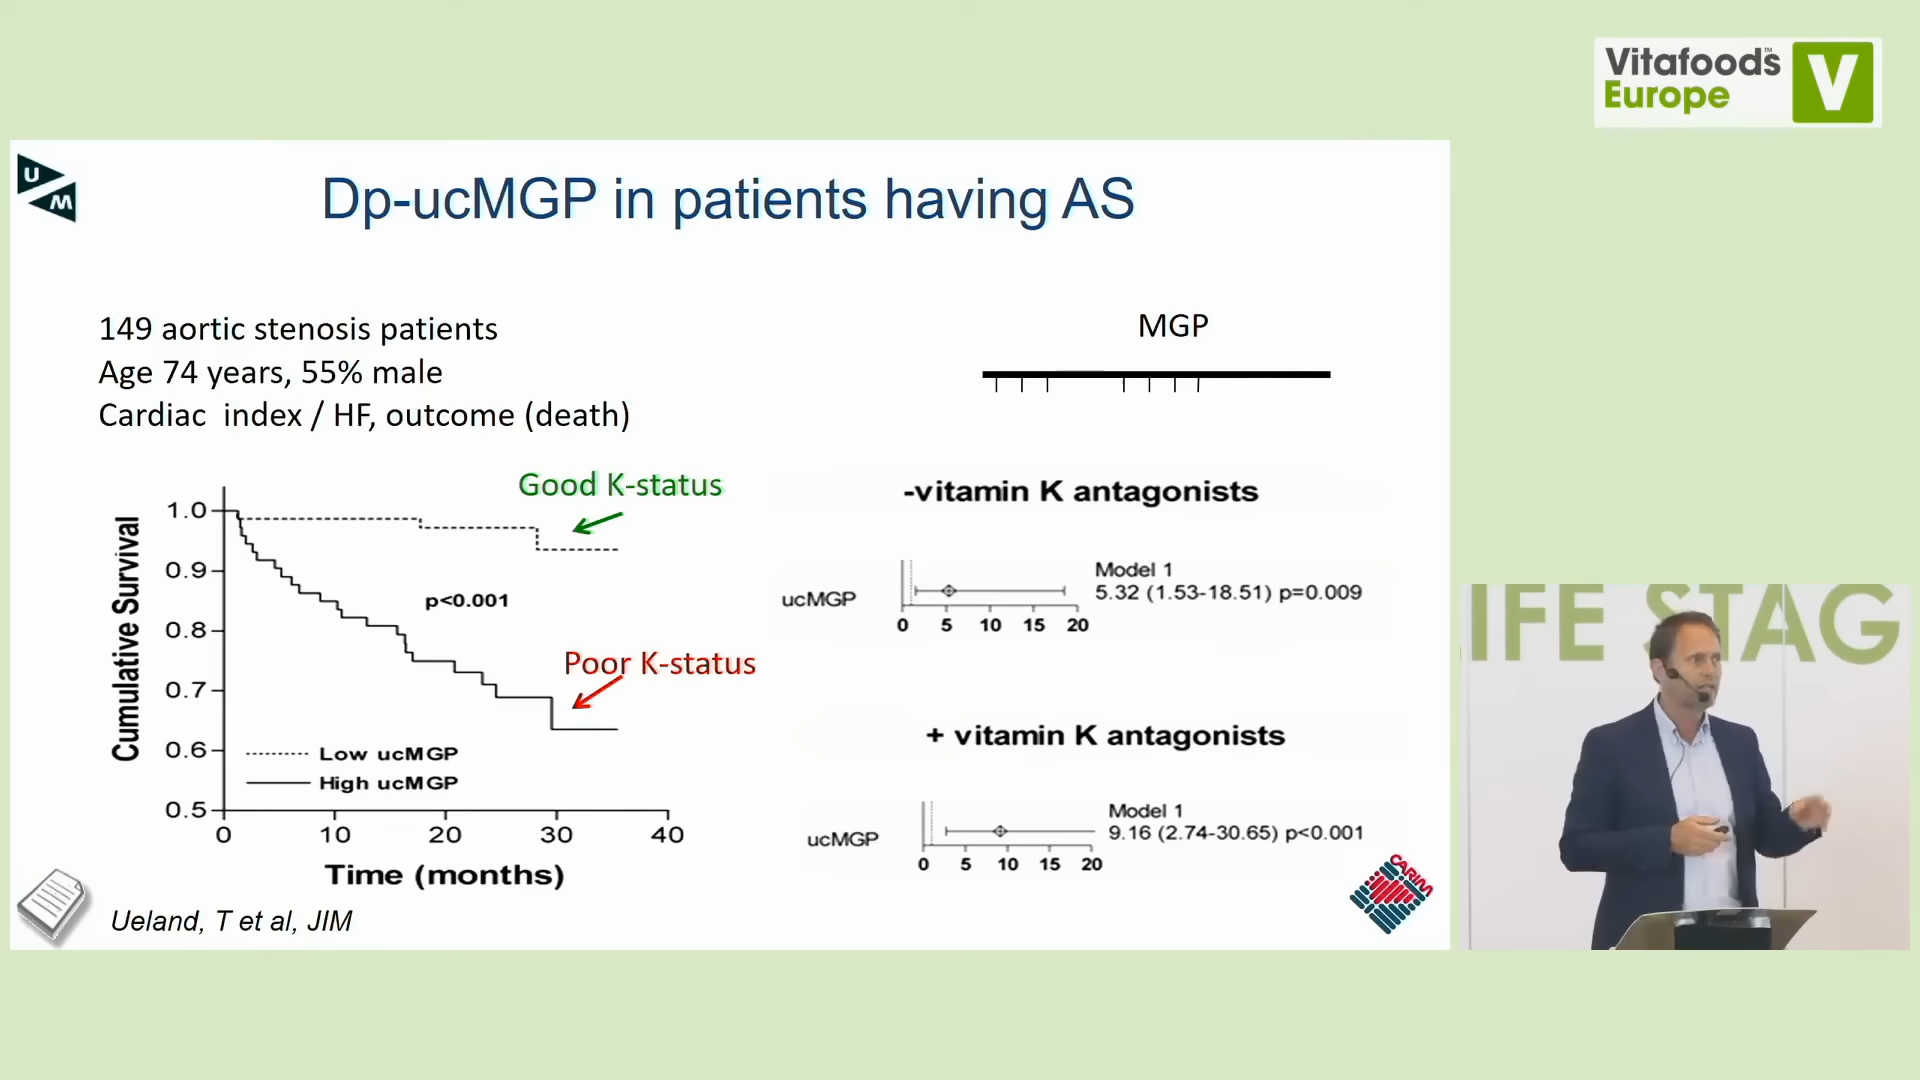 Vitafoods™
Europe
V
U
M
Dp-ucMGP in patients having AS
149 aortic stenosis patients
Age 74 years, 55% male
Cardiac index / HF, outcome (death)
MGP
Good K-status
Cumulative Survival
1.0
0.9
0.8
0.7
0.6
0.5
p<0.001
Poor K-status
Low ucMGP
High ucMGP
0 10 20 30 40
Time (months)
-vitamin K antagonists
ucMGP
Model 1
5.32 (1.53-18.51) p=0.009
0 5 10 15 20
+ vitamin K antagonists
ucMGP
Model 1
9.16 (2.74-30.65) p<0.001
0 5 10 15 20
CARIM
Ueland, T et al, JIM
IFE STAG